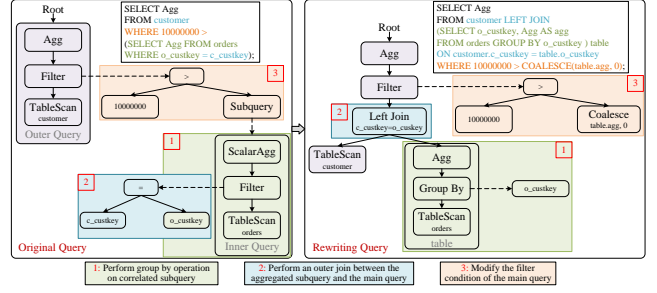 Root
Agg
Filter
TableScan
customer
Outer Query
SELECT Agg
FROM customer
WHERE 10000000 >
(SELECT Agg FROM orders
WHERE o_custkey = c_custkey);
3
>
10000000
Subquery
1
ScalarAgg
Filter
TableScan
orders
Inner Query
2
=
c_custkey
o_custkey
Original Query
Root
Agg
Filter
SELECT Agg
FROM customer LEFT JOIN
(SELECT o_custkey, Agg AS agg
FROM orders GROUP BY o_custkey ) table
ON customer.c_custkey = table.o_custkey
WHERE 10000000 > COALESCE(table.agg, 0);
3
>
10000000
Coalesce
table.agg, 0
2
Left Join
c_custkey=o_cuskey
TableScan
customer
1
Agg
Group By
o_custkey
TableScan
orders
table
Rewriting Query
1: Perform group by operation
on correlated subquery
2: Perform an outer join between the
aggregated subquery and the main query
3: Modify the filter
condition of the main query